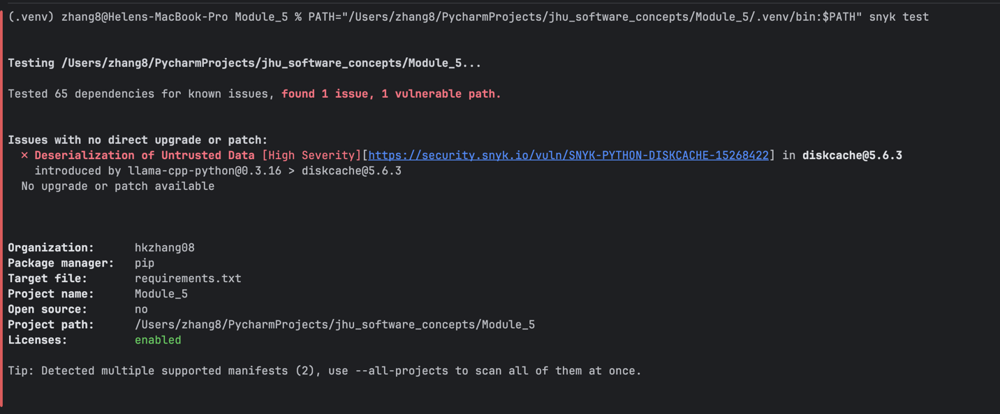 (.venv) zhang8@Helens-MacBook-Pro Module_5 % PATH="/Users/zhang8/PycharmProjects/jhu_software_concepts/Module_5/.venv/bin:$PATH" snyk test
Testing /Users/zhang8/PycharmProjects/jhu_software_concepts/Module_5...
Tested 65 dependencies for known issues, found 1 issue, 1 vulnerable path.
Issues with no direct upgrade or patch:
✕ Deserialization of Untrusted Data [High Severity][https://security.snyk.io/vuln/SNYK-PYTHON-DISKCACHE-15268422] in diskcache@5.6.3
introduced by llama-cpp-python@0.3.16 > diskcache@5.6.3
No upgrade or patch available
Organization: hkzhang08
Package manager: pip
Target file: requirements.txt
Project name: Module_5
Open source: no
Project path: /Users/zhang8/PycharmProjects/jhu_software_concepts/Module_5
Licenses: enabled
Tip: Detected multiple supported manifests (2), use --all-projects to scan all of them at once.